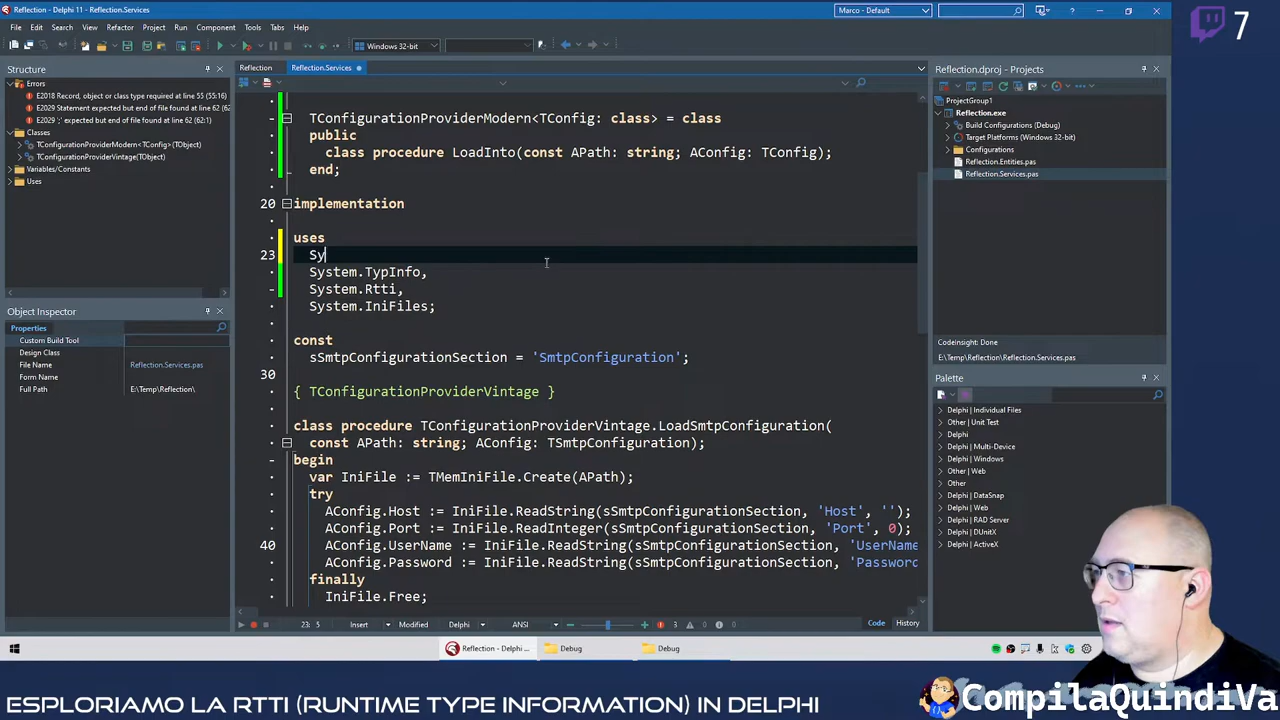 Reflection - Delphi 11 - Reflection.Services
Marco - Default
7
File Edit Search View Refactor Project Run Component Tools Tabs Help
Windows 32-bit
Structure
Errors
E2018 Record, object or class type required at line 55 (55:16)
E2029 Statement expected but end of file found at line 62 (62
E2029 ';' expected but end of file found at line 62 (62:1)
Classes
TConfigurationProviderModern<TConfig>(TObject)
TConfigurationProviderVintage(TObject)
Variables/Constants
Uses
Object Inspector
Properties
Custom Build Tool
Design Class
File Name Reflection.Services.pas
Form Name
Full Path E:\Temp\Reflection\
Reflection Reflection.Services
TConfigurationProviderModern<TConfig: class> = class
public
class procedure LoadInto(const APath: string; AConfig: TConfig);
end;
20 implementation
uses
23 Sy
System.TypInfo,
System.Rtti,
System.IniFiles;
const
sSmtpConfigurationSection = 'SmtpConfiguration';
30
{ TConfigurationProviderVintage }
class procedure TConfigurationProviderVintage.LoadSmtpConfiguration(
const APath: string; AConfig: TSmtpConfiguration);
begin
var IniFile := TMemIniFile.Create(APath);
try
AConfig.Host := IniFile.ReadString(sSmtpConfigurationSection, 'Host', '');
AConfig.Port := IniFile.ReadInteger(sSmtpConfigurationSection, 'Port', 0);
40 AConfig.UserName := IniFile.ReadString(sSmtpConfigurationSection, 'UserName
AConfig.Password := IniFile.ReadString(sSmtpConfigurationSection, 'Passwor
finally
IniFile.Free;
23: 5 Insert Modified Delphi ANSI 3 0 0 Code History
Reflection.dproj - Projects
ProjectGroup1
Reflection.exe
Build Configurations (Debug)
Target Platforms (Windows 32-bit)
Configurations
Reflection.Entities.pas
Reflection.Services.pas
CodeInsight: Done
E:\Temp\Reflection\Reflection.Services.pas
Palette
Delphi | Individual Files
Other | Unit Test
Delphi
Delphi | Multi-Device
Delphi | Windows
Other | Web
Other
Delphi | DataSnap
Delphi | Web
Delphi | RAD Server
Delphi | DUnitX
Delphi | ActiveX
Reflection - Delphi ... Debug Debug
ESPLORIAMO LA RTTI (RUNTIME TYPE INFORMATION) IN DELPHI
CompilaQuindiVa